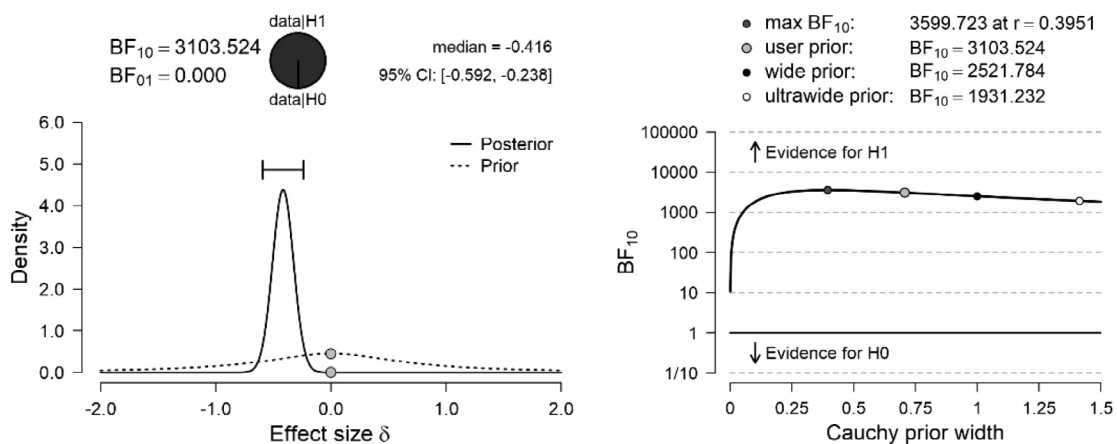 data|H1
BF10 = 3103.524
BF01 = 0.000
data|H0
median = -0.416
95% CI: [-0.592, -0.238]
Posterior
Prior
6.0
5.0
4.0
3.0
2.0
1.0
0.0
Density
-2.0 -1.0 0.0 1.0 2.0
Effect size δ
max BF10: 3599.723 at r = 0.3951
user prior: BF10 = 3103.524
wide prior: BF10 = 2521.784
ultrawide prior: BF10 = 1931.232
100000
10000
1000
100
10
1
1/10
BF10
Evidence for H1
Evidence for H0
0 0.25 0.5 0.75 1 1.25 1.5
Cauchy prior width